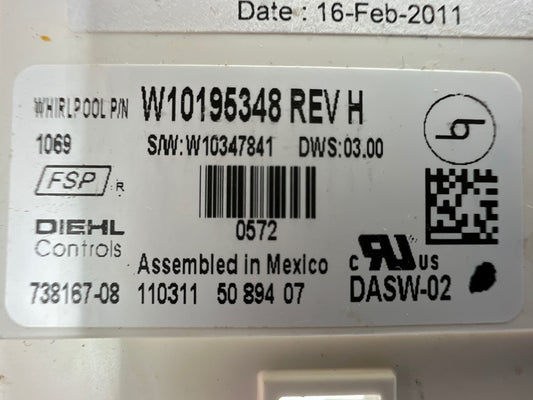 Date : 16-Feb-2011
WHIRLPOOL P/N W10195348 REV H
1069 S/W: W10347841 DWS: 03.00
FSP R
0572
DIEHL
Controls
Assembled in Mexico c RU US
738167-08 110311 50 894 07 DASW-02